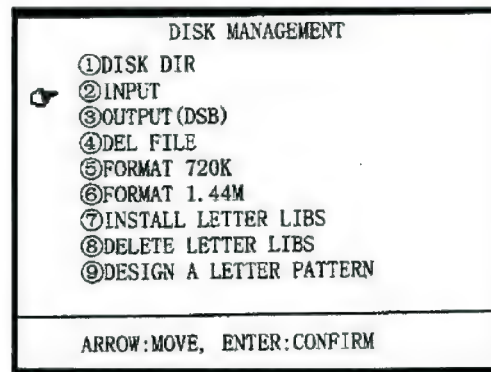 DISK MANAGEMENT
①DISK DIR
②INPUT
③OUTPUT(DSB)
④DEL FILE
⑤FORMAT 720K
⑥FORMAT 1.44M
⑦INSTALL LETTER LIBS
⑧DELETE LETTER LIBS
⑨DESIGN A LETTER PATTERN
ARROW:MOVE, ENTER:CONFIRM